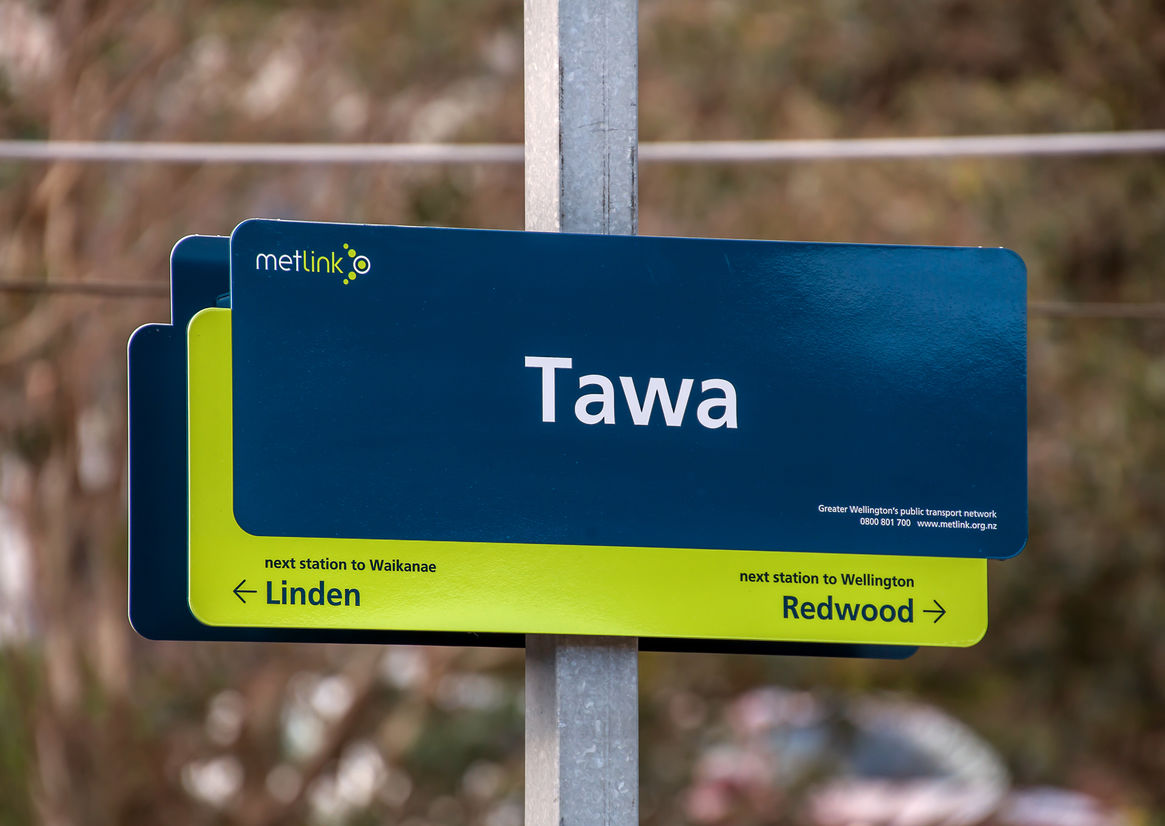 metlink
Tawa
Greater Wellington's public transport network
0800 801 700 www.metlink.org.nz
next station to Waikanae
← Linden
next station to Wellington
Redwood →